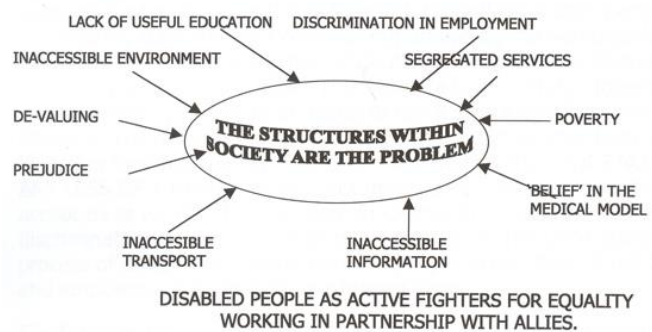 LACK OF USEFUL EDUCATION
DISCRIMINATION IN EMPLOYMENT
INACCESSIBLE ENVIRONMENT
SEGREGATED SERVICES
DE-VALUING
POVERTY
THE STRUCTURES WITHIN
SOCIETY ARE THE PROBLEM
PREJUDICE
'BELIEF' IN THE
MEDICAL MODEL
INACCESIBLE
TRANSPORT
INACCESSIBLE
INFORMATION
DISABLED PEOPLE AS ACTIVE FIGHTERS FOR EQUALITY
WORKING IN PARTNERSHIP WITH ALLIES.